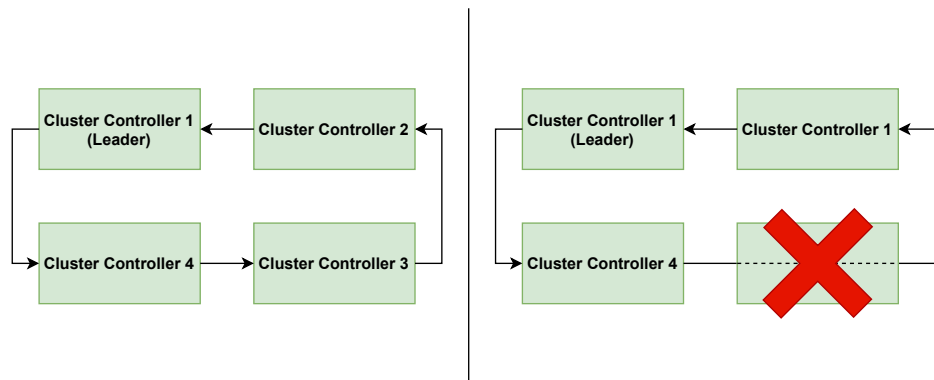 Cluster Controller 1
(Leader)
Cluster Controller 2
Cluster Controller 4
Cluster Controller 3
Cluster Controller 1
(Leader)
Cluster Controller 1
Cluster Controller 4